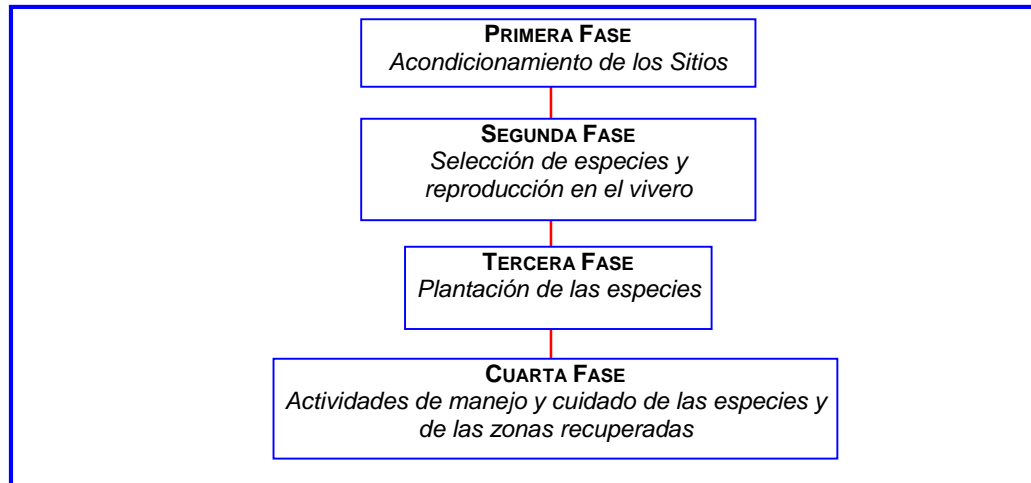 PRIMERA FASE
Acondicionamiento de los Sitios
SEGUNDA FASE
Selección de especies y
reproducción en el vivero
TERCERA FASE
Plantación de las especies
CUARTA FASE
Actividades de manejo y cuidado de las especies y
de las zonas recuperadas